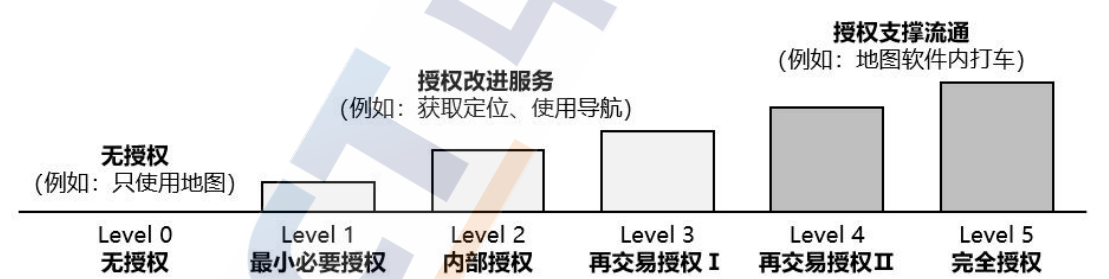 授权支撑流通
（例如：地图软件内打车）
授权改进服务
（例如：获取定位、使用导航）
无授权
（例如：只使用地图）
Level 0
无授权
Level 1
最小必要授权
Level 2
内部授权
Level 3
再交易授权 I
Level 4
再交易授权II
Level 5
完全授权